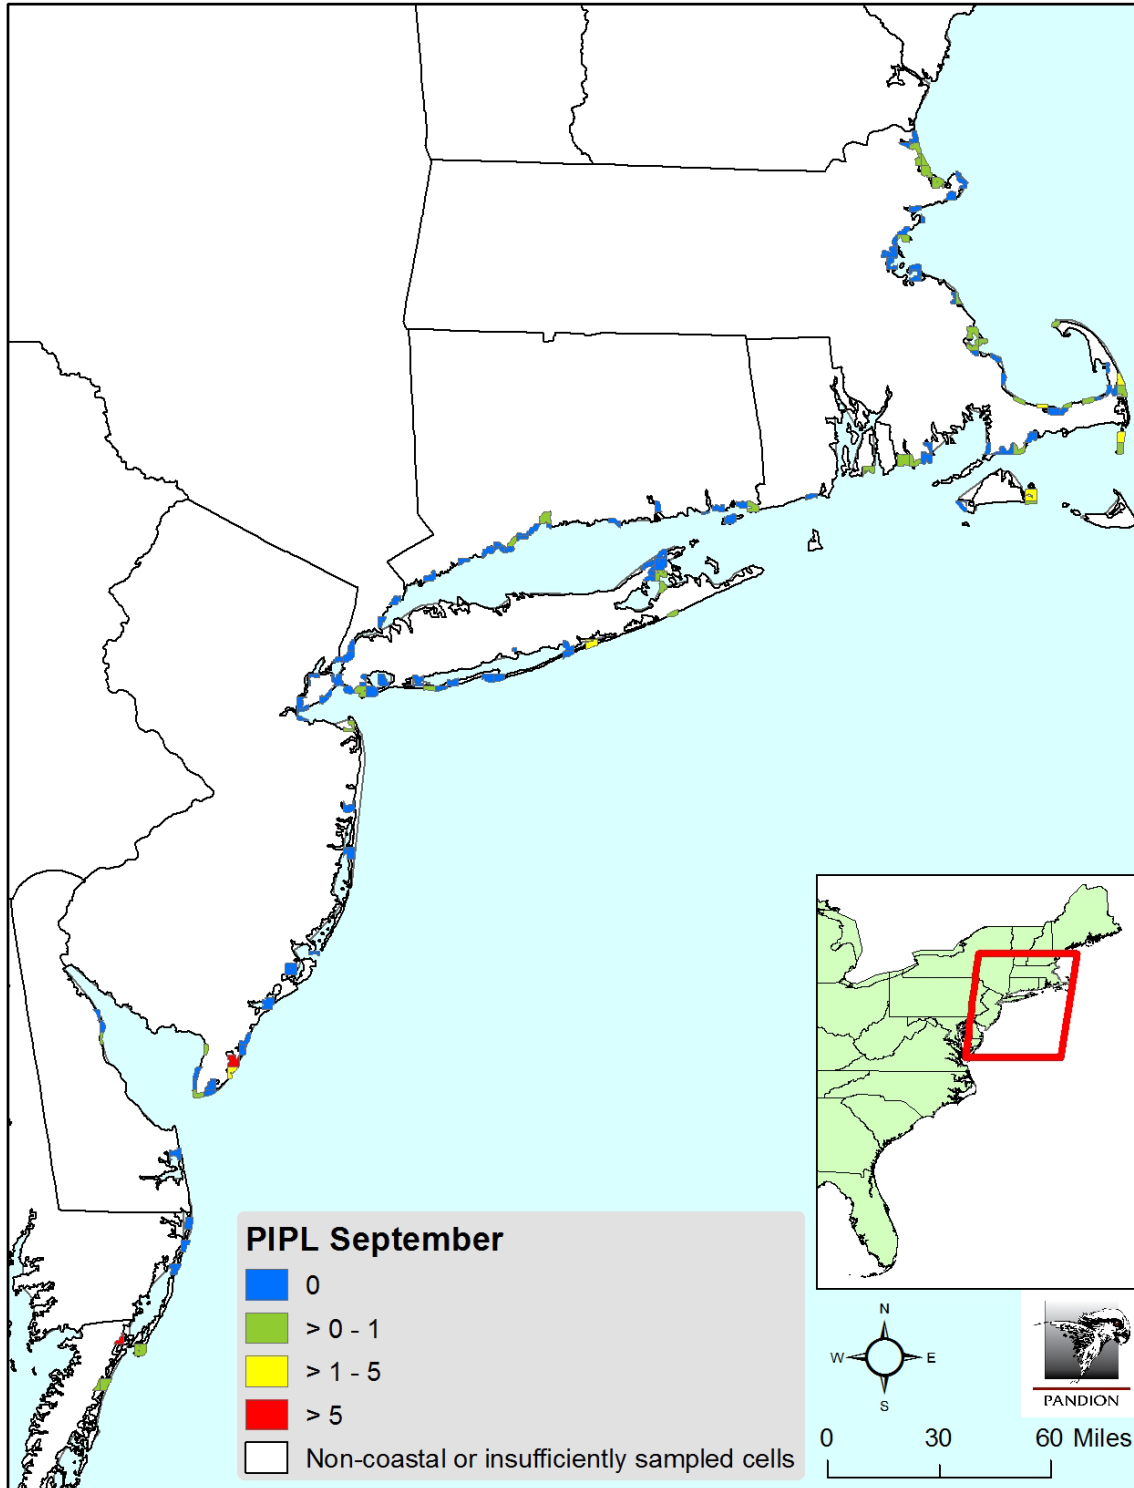 PIPL September
0
> 0 - 1
> 1 - 5
> 5
Non-coastal or insufficiently sampled cells
N
W E
S
PANDION
0 30 60 Miles